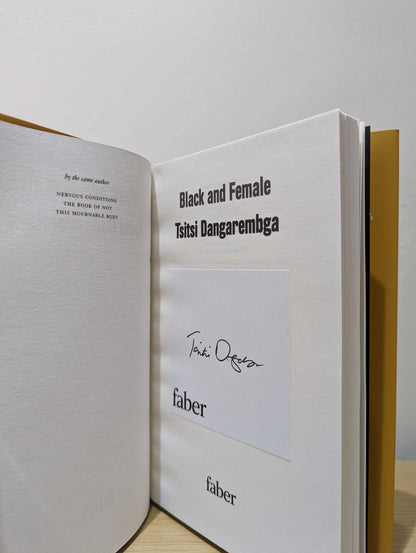 by the same author
NERVOUS CONDITIONS
THE BOOK OF NOT
THIS MOURNABLE BODY
Black and Female
Tsitsi Dangarembga
faber
faber